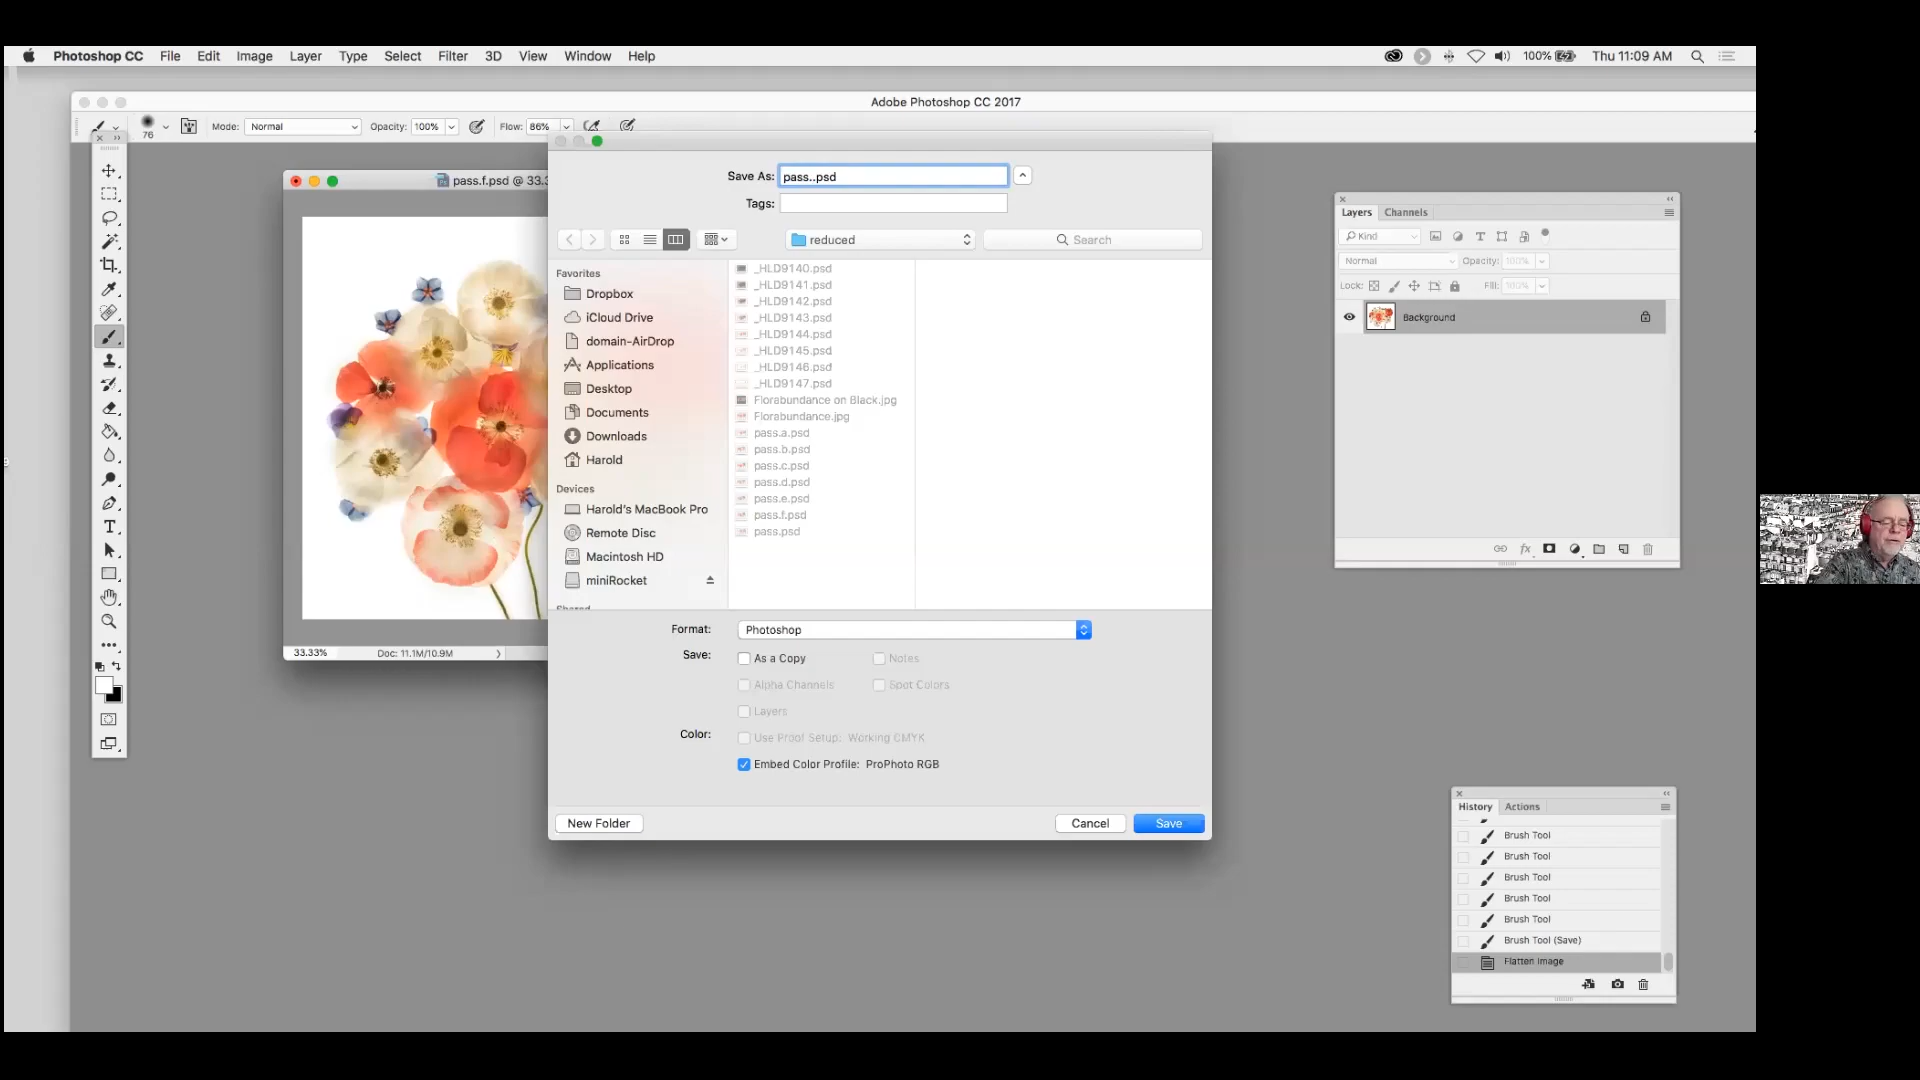 Photoshop CC File Edit Image Layer Type Select Filter 3D View Window Help 100% Thu 11:09 AM
Adobe Photoshop CC 2017
76 Mode: Normal Opacity: 100% Flow: 86%
pass.f.psd @ 33.3
33.33% Doc: 11.1M/10.9M
Save As: pass..psd
Tags:
reduced Search
Favorites
Dropbox
iCloud Drive
domain-AirDrop
Applications
Desktop
Documents
Downloads
Harold
Devices
Harold's MacBook Pro
Remote Disc
Macintosh HD
miniRocket
Shared
_HLD9140.psd
_HLD9141.psd
_HLD9142.psd
_HLD9143.psd
_HLD9144.psd
_HLD9145.psd
_HLD9146.psd
_HLD9147.psd
Florabundance on Black.jpg
Florabundance.jpg
pass.a.psd
pass.b.psd
pass.c.psd
pass.d.psd
pass.e.psd
pass.f.psd
pass.psd
Format: Photoshop
Save: As a Copy Notes
Alpha Channels Spot Colors
Layers
Color: Use Proof Setup: Working CMYK
Embed Color Profile: ProPhoto RGB
New Folder Cancel Save
Layers Channels
Kind
Normal Opacity: 100%
Lock: Fill: 100%
Background
History Actions
Brush Tool
Brush Tool
Brush Tool
Brush Tool
Brush Tool
Brush Tool (Save)
Flatten Image